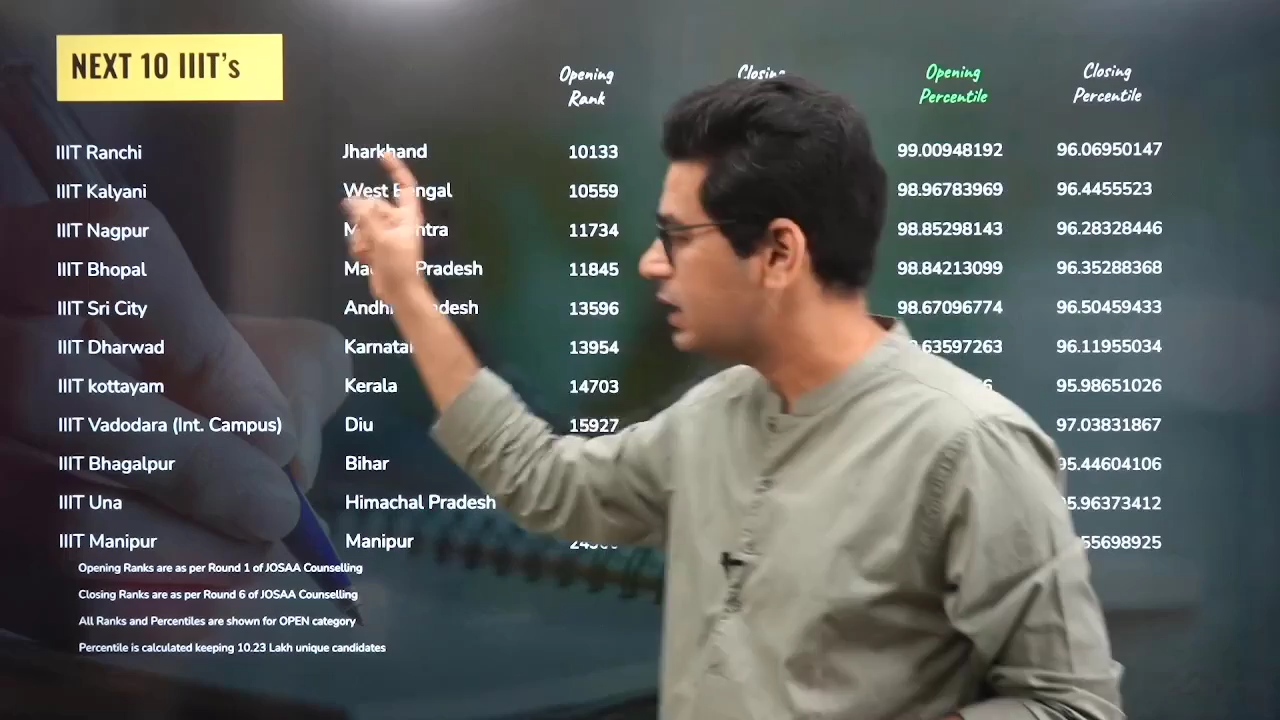 NEXT 10 IIIT's
Opening Rank Closing Opening Percentile Closing Percentile
IIIT Ranchi Jharkhand 10133 99.00948192 96.06950147
IIIT Kalyani West 10559 98.96783969 96.4455523
IIIT Nagpur 11734 98.85298143 96.28328446
IIIT Bhopal Pradesh 11845 98.84213099 96.35288368
IIIT Sri City 13596 98.67096774 96.50459433
IIIT Dharwad 13954 96.11955034
IIIT kottayam Kerala 14703 95.98651026
IIIT Vadodara (Int. Campus) Diu 15927 97.03831867
IIIT Bhagalpur Bihar 95.44604106
IIIT Una Himachal Pradesh
IIIT Manipur Manipur
Opening Ranks are as per Round 1 of JOSAA Counselling
Closing Ranks are as per Round 6 of JOSAA Counselling
All Ranks and Percentiles are shown for OPEN category
Percentile is calculated keeping 10.23 Lakh unique candidates